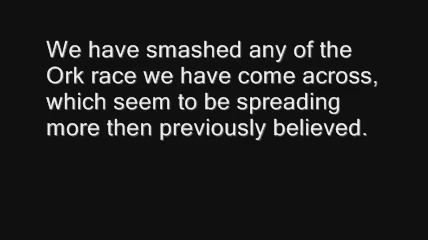 We have smashed any of the
Ork race we have come across,
which seem to be spreading
more then previously believed.